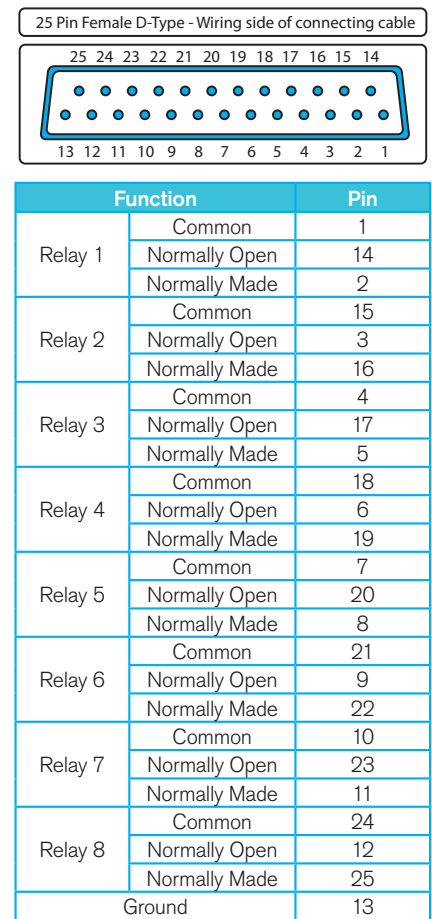 25 Pin Female D-Type - Wiring side of connecting cable
25 24 23 22 21 20 19 18 17 16 15 14
13 12 11 10 9 8 7 6 5 4 3 2 1
Function Pin
Relay 1 Common 1
Normally Open 14
Normally Made 2
Relay 2 Common 15
Normally Open 3
Normally Made 16
Relay 3 Common 4
Normally Open 17
Normally Made 5
Relay 4 Common 18
Normally Open 6
Normally Made 19
Relay 5 Common 7
Normally Open 20
Normally Made 8
Relay 6 Common 21
Normally Open 9
Normally Made 22
Relay 7 Common 10
Normally Open 23
Normally Made 11
Relay 8 Common 24
Normally Open 12
Normally Made 25
Ground 13